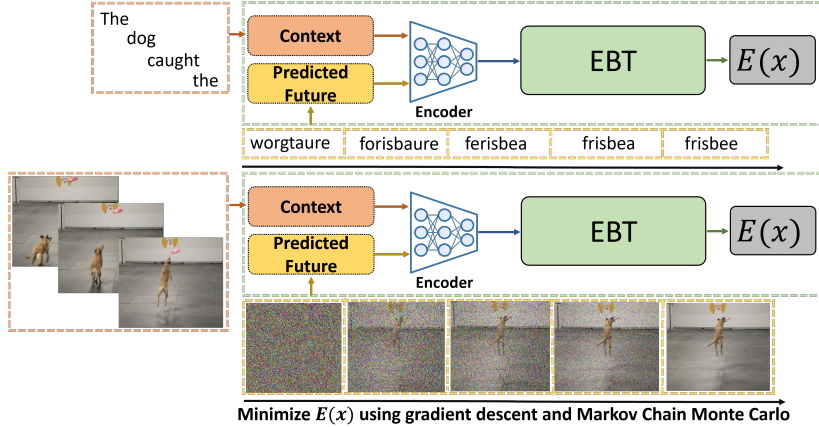 The
dog
caught
the
Context
Predicted
Future
Encoder
EBT
E(x)
worgtaure forisbaure ferisbea frisbea frisbee
Context
Predicted
Future
Encoder
EBT
E(x)
Minimize E(x) using gradient descent and Markov Chain Monte Carlo